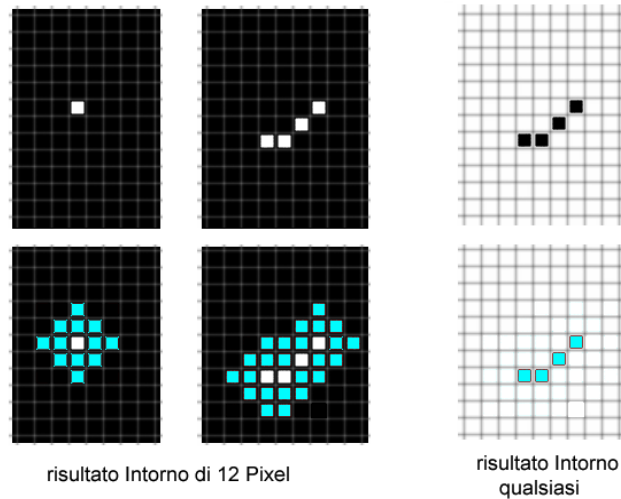 risultato Intorno di 12 Pixel
risultato Intorno
qualsiasi